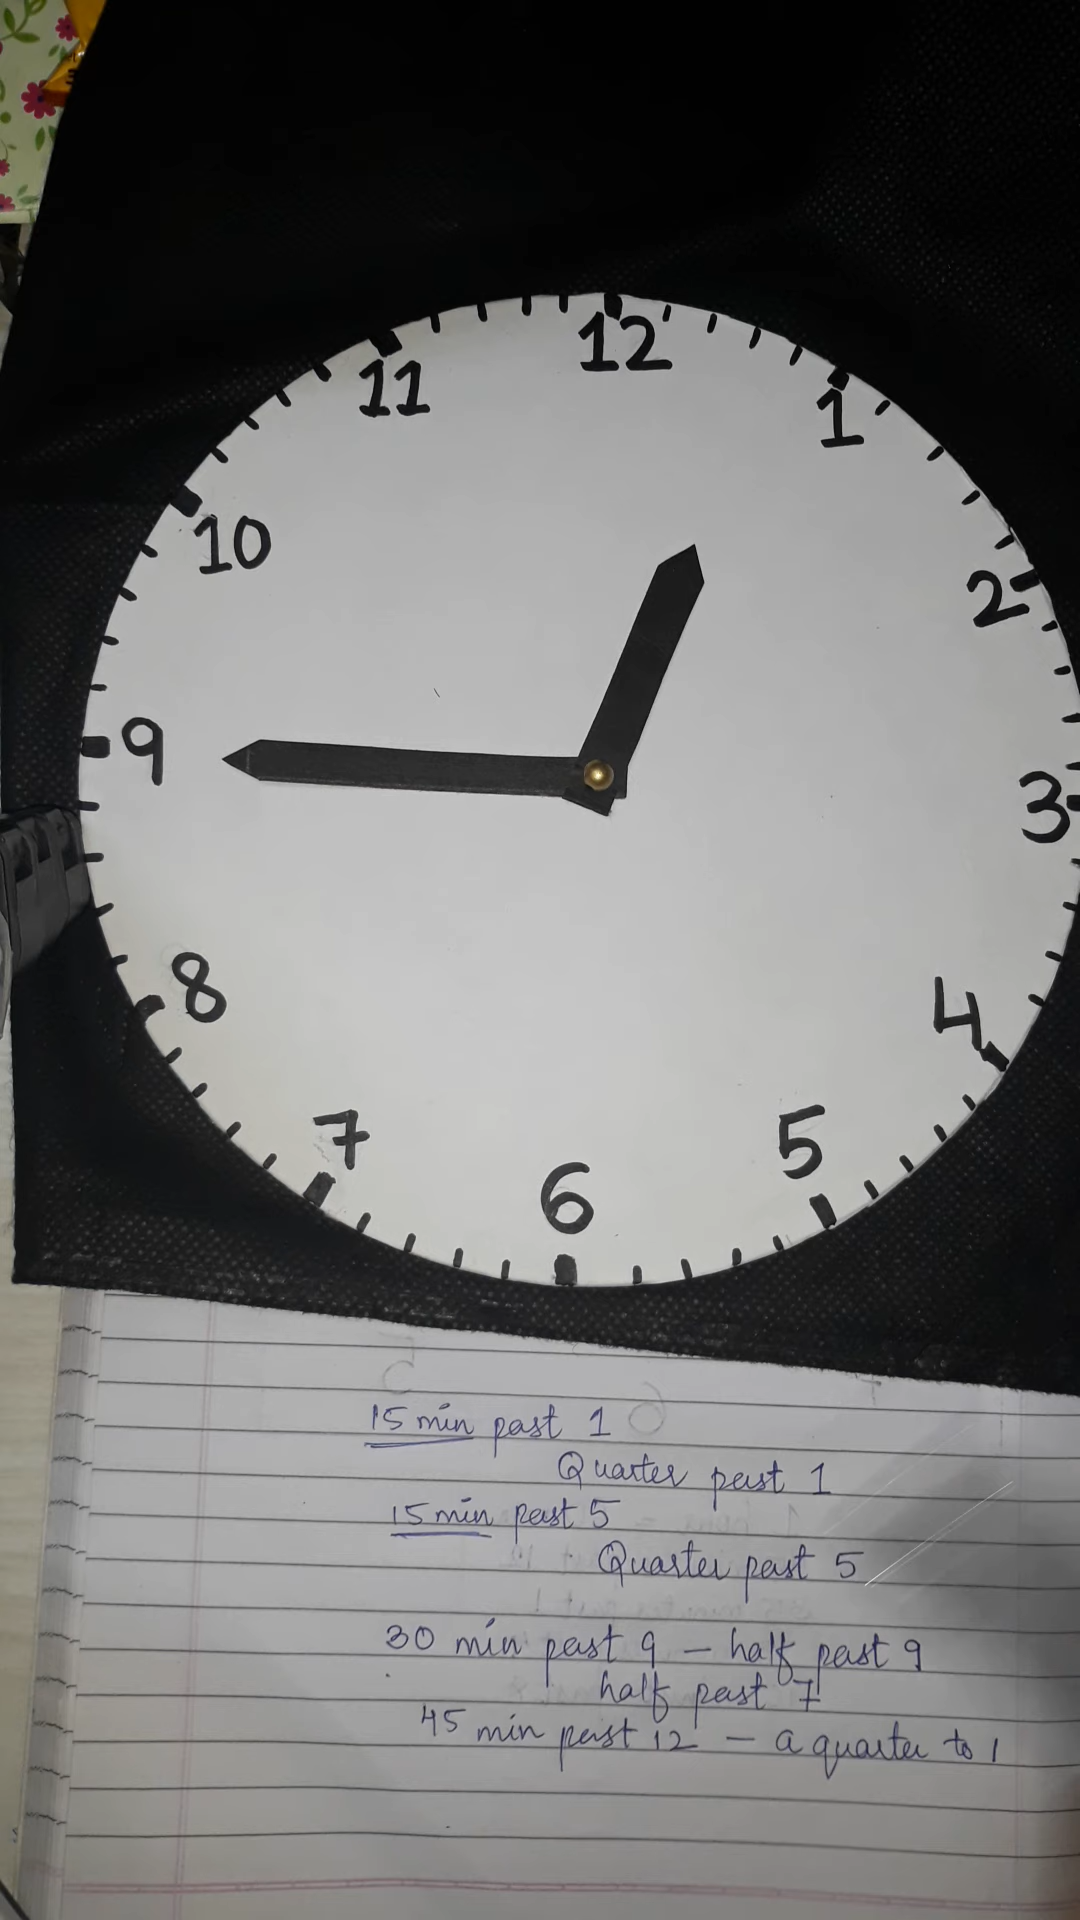 12
11
1
10
2
9
3
8
4
7
5
6
15 min past 1
Quarter past 1
15 min past 5
Quarter past 5
30 min past 9 – half past 9
half past 7
45 min past 12 – a quarter to 1